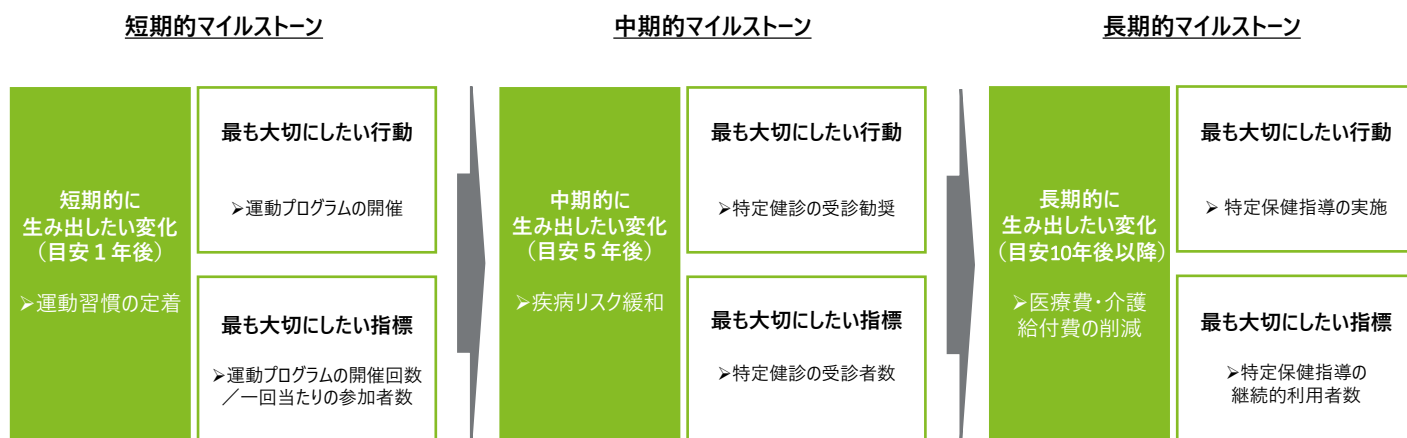 短期的マイルストーン
短期的に
生み出したい変化
（目安１年後）
➢運動習慣の定着
最も大切にしたい行動
➢運動プログラムの開催
最も大切にしたい指標
➢運動プログラムの開催回数
／一回当たりの参加者数
中期的マイルストーン
中期的に
生み出したい変化
（目安５年後）
➢疾病リスク緩和
最も大切にしたい行動
➢特定健診の受診勧奨
最も大切にしたい指標
➢特定健診の受診者数
長期的マイルストーン
長期的に
生み出したい変化
（目安10年後以降）
➢医療費・介護
給付費の削減
最も大切にしたい行動
➢ 特定保健指導の実施
最も大切にしたい指標
➢特定保健指導の
継続的利用者数